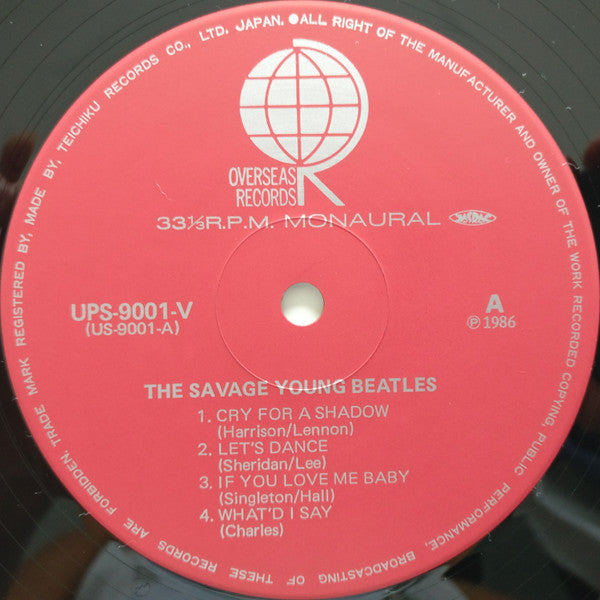 TRADE MARK REGISTERED BY, MADE BY, TEICHIKU RECORDS CO., LTD. JAPAN. ●ALL RIGHT OF THE MANUFACTURER AND OWNER OF THE WORK RECORDED COPYING, PUBLIC PERFORMANCE, BROADCASTING OF THESE RECORDS ARE FORBIDDEN.
OVERSEAS
RECORDS
33⅓R.P.M. MONAURAL JASRAC
UPS-9001-V
(US-9001-A)
A
Ⓟ1986
THE SAVAGE YOUNG BEATLES
1. CRY FOR A SHADOW
(Harrison/Lennon)
2. LET'S DANCE
(Sheridan/Lee)
3. IF YOU LOVE ME BABY
(Singleton/Hall)
4. WHAT'D I SAY
(Charles)